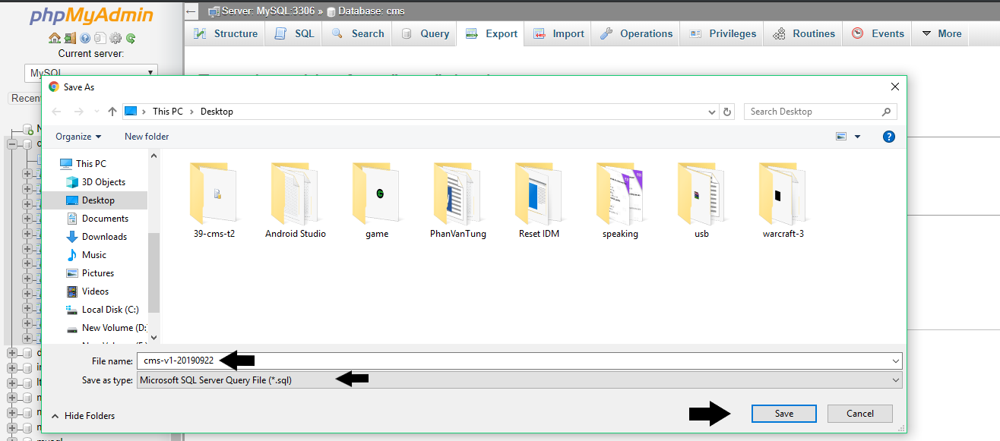 phpMyAdmin
Server: MySQL:3306 » Database: cms
Structure SQL Search Query Export Import Operations Privileges Routines Events More
Current server:
MySQL
Recent
Save As
This PC › Desktop
Search Desktop
Organize
New folder
This PC
3D Objects
Desktop
Documents
Downloads
Music
Pictures
Videos
Local Disk (C:)
New Volume (D:
39-cms-t2
Android Studio
game
PhanVanTung
Reset IDM
speaking
usb
warcraft-3
File name: cms-v1-20190922
Save as type: Microsoft SQL Server Query File (*.sql)
Hide Folders
Save
Cancel